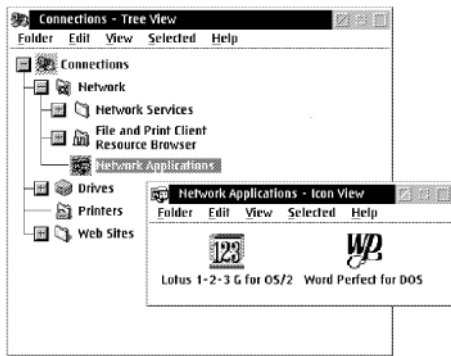 Connections - Tree View
Folder Edit View Selected Help
Connections
Network
Network Services
File and Print Client
Resource Browser
Network Applications
Drives
Printers
Web Sites
Network Applications - Icon View
Folder Edit View Selected Help
123
WP
Lotus 1-2-3 G for OS/2 Word Perfect for DOS